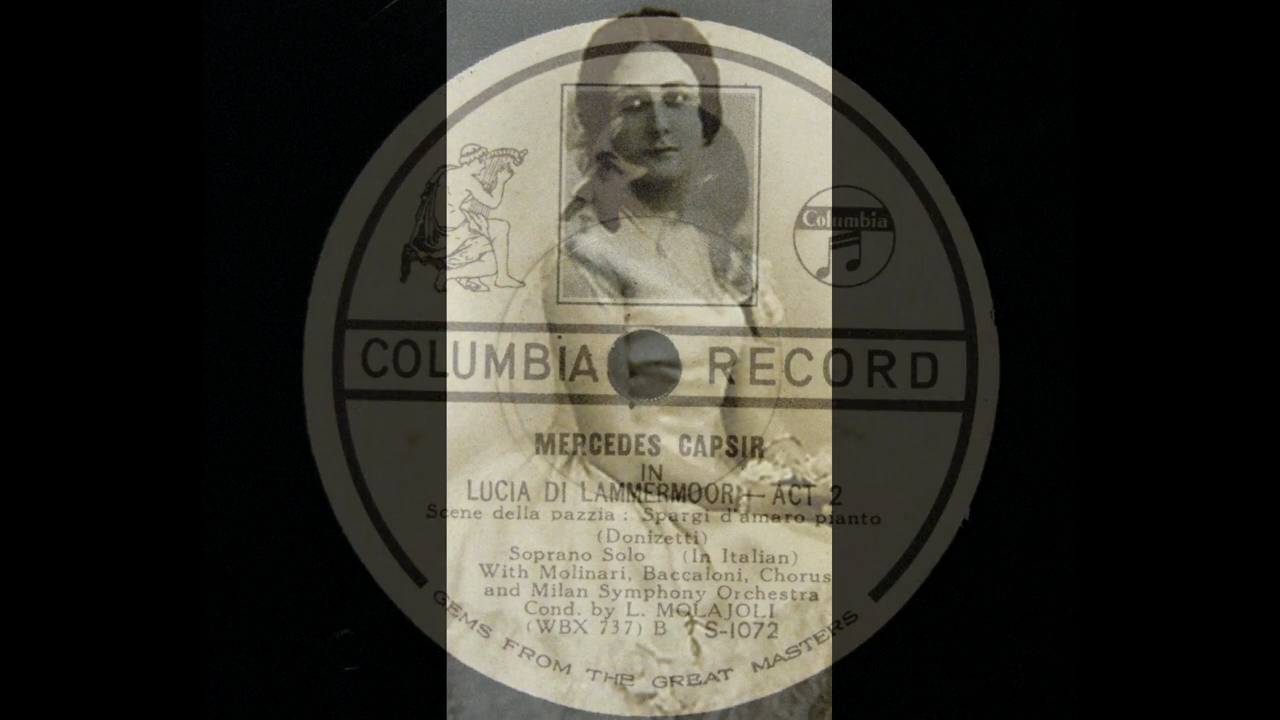 Columbia
COLUMBIA RECORD
MERCEDES CAPSIR
IN
LUCIA DI LAMMERMOOR — ACT 2
Scene della pazzia : Spargi d'amaro pianto
(Donizetti)
Soprano Solo (In Italian)
With Molinari, Baccaloni, Chorus
and Milan Symphony Orchestra
Cond. by L. MOLAJOLI
(WBX 737) B S-1072
GEMS FROM THE GREAT MASTERS